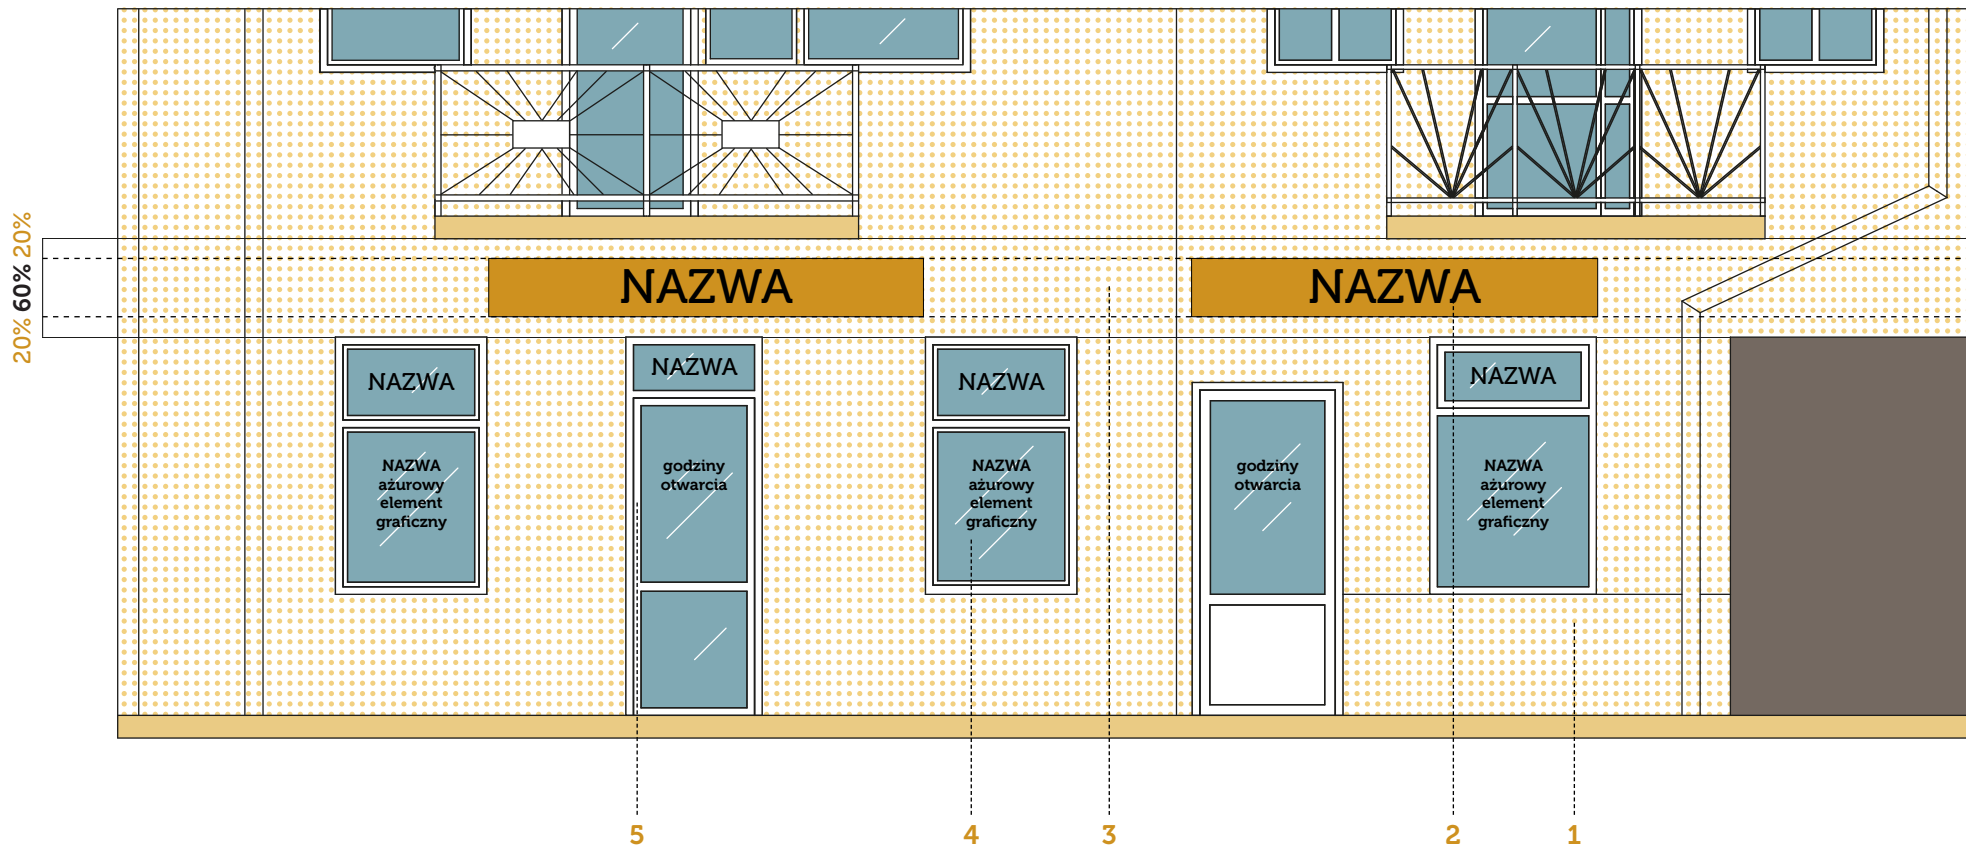 20% 60% 20%
NAZWA
NAZWA
NAZWA
NAZWA
NAZWA
NAZWA
NAZWA
ażurowy
element
graficzny
godziny
otwarcia
NAZWA
ażurowy
element
graficzny
godziny
otwarcia
NAZWA
ażurowy
element
graficzny
5
4
3
2
1